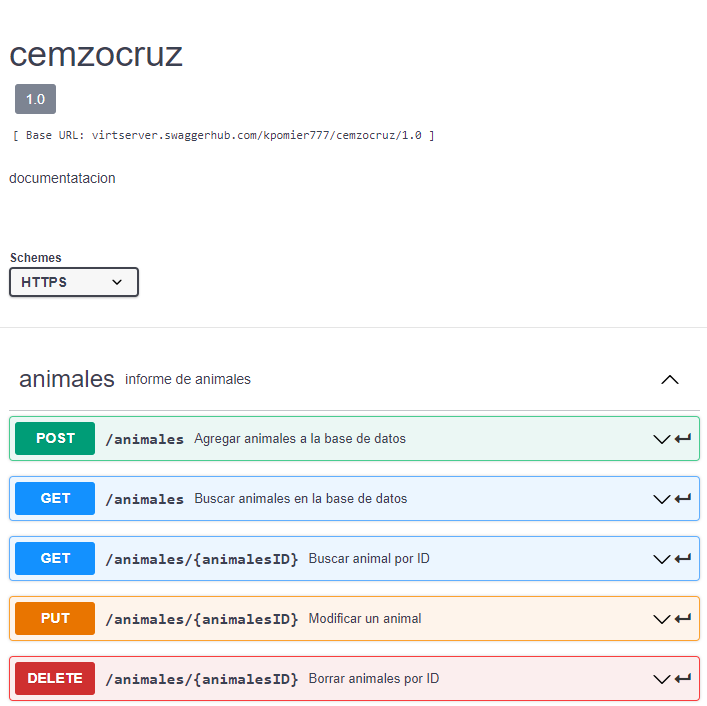 cemzocruz
1.0
[ Base URL: virtserver.swaggerhub.com/kpomier777/cemzocruz/1.0 ]
documentatacion
Schemes
HTTPS
animales informe de animales
POST /animales Agregar animales a la base de datos
GET /animales Buscar animales en la base de datos
GET /animales/{animalesID} Buscar animal por ID
PUT /animales/{animalesID} Modificar un animal
DELETE /animales/{animalesID} Borrar animales por ID